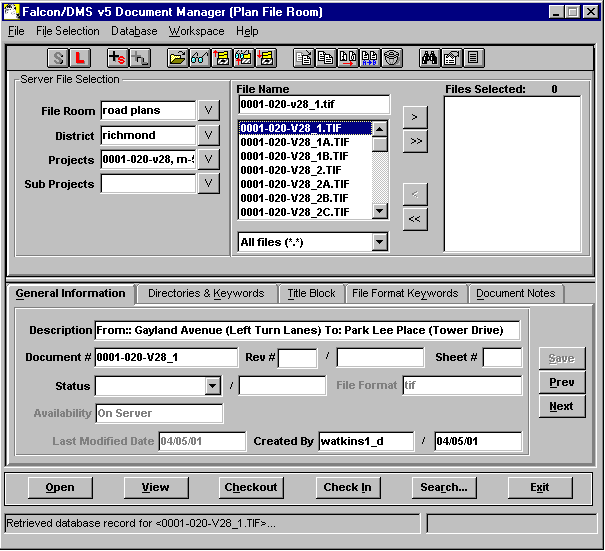 Falcon/DMS v5 Document Manager (Plan File Room)
File File Selection DataBase Workspace Help
S L +S +L
Server File Selection
File Room road plans V
District richmond V
Projects 0001-020-v28, m-5 V
Sub Projects V
File Name
0001-020-v28_1.tif
0001-020-V28_1.TIF
0001-020-V28_1A.TIF
0001-020-V28_1B.TIF
0001-020-V28_2.TIF
0001-020-V28_2A.TIF
0001-020-V28_2B.TIF
0001-020-V28_2C.TIF
All files (*.*)
>
>>
<
<<
Files Selected: 0
General Information Directories & Keywords Title Block File Format Keywords Document Notes
Description From:: Gayland Avenue (Left Turn Lanes) To: Park Lee Place (Tower Drive)
Document # 0001-020-V28_1 Rev # / Sheet #
Status / File Format tif
Availability On Server
Last Modified Date 04/05/01 Created By watkins1_d / 04/05/01
Save
Prev
Next
Open View Checkout Check In Search... Exit
Retrieved database record for <0001-020-V28_1.TIF>...